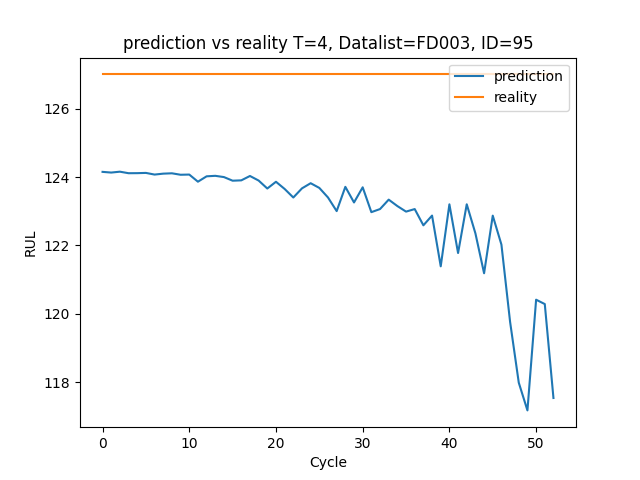 prediction vs reality T=4, Datalist=FD003, ID=95
prediction
reality
126
124
122
120
118
RUL
0 10 20 30 40 50
Cycle